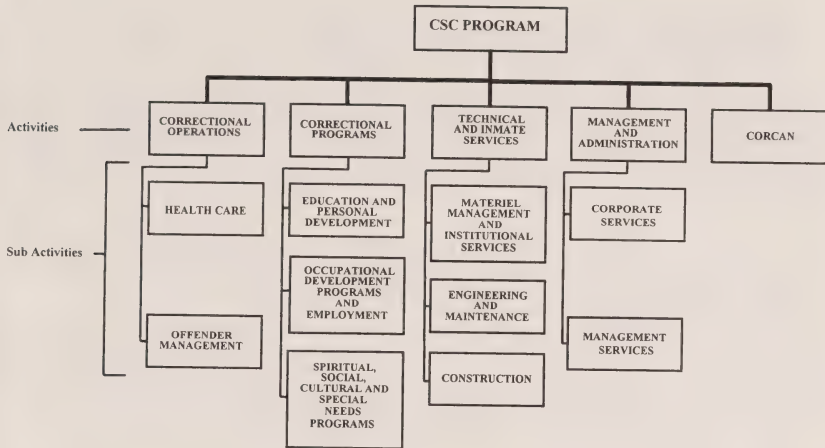 CSC PROGRAM
Activities
CORRECTIONAL
OPERATIONS
CORRECTIONAL
PROGRAMS
TECHNICAL
AND INMATE
SERVICES
MANAGEMENT
AND
ADMINISTRATION
CORCAN
Sub Activities
HEALTH CARE
OFFENDER
MANAGEMENT
EDUCATION AND
PERSONAL
DEVELOPMENT
OCCUPATIONAL
DEVELOPMENT
PROGRAMS
AND
EMPLOYMENT
SPIRITUAL,
SOCIAL,
CULTURAL AND
SPECIAL
NEEDS
PROGRAMS
MATERIEL
MANAGEMENT
AND
INSTITUTIONAL
SERVICES
ENGINEERING
AND
MAINTENANCE
CONSTRUCTION
CORPORATE
SERVICES
MANAGEMENT
SERVICES